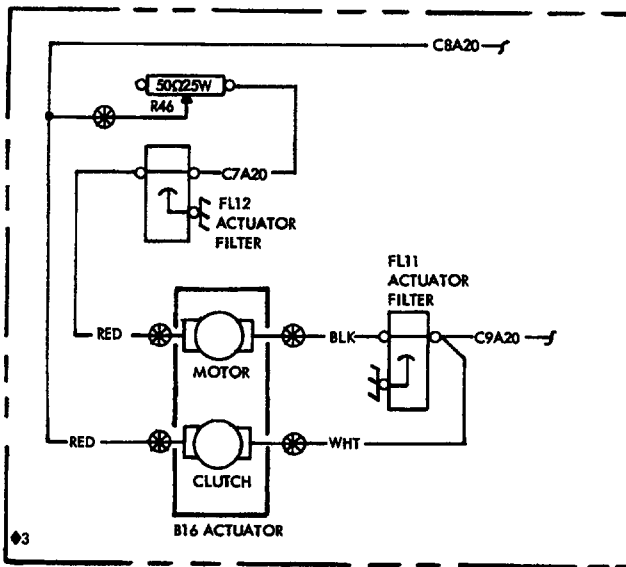 C8A20
50Ω25W
R46
C7A20
FL12
ACTUATOR
FILTER
FL11
ACTUATOR
FILTER
RED
BLK
C9A20
MOTOR
RED
WHT
CLUTCH
B16 ACTUATOR
◆3